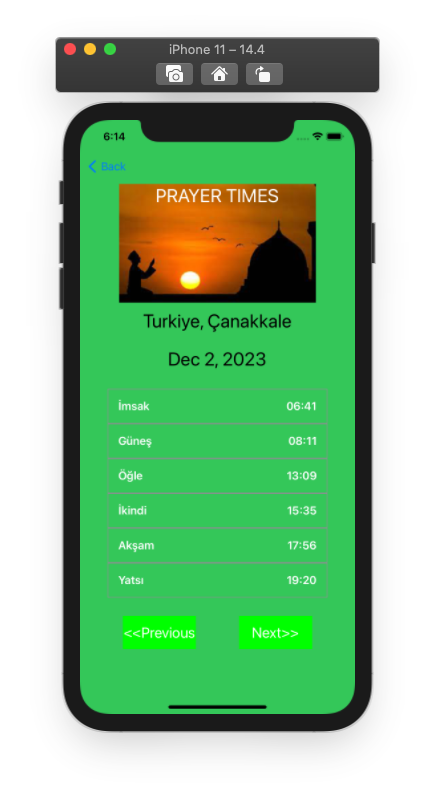 iPhone 11 – 14.4
6:14
Back
PRAYER TIMES
Turkiye, Çanakkale
Dec 2, 2023
İmsak 06:41
Güneş 08:11
Öğle 13:09
İkindi 15:35
Akşam 17:56
Yatsı 19:20
<<Previous Next>>